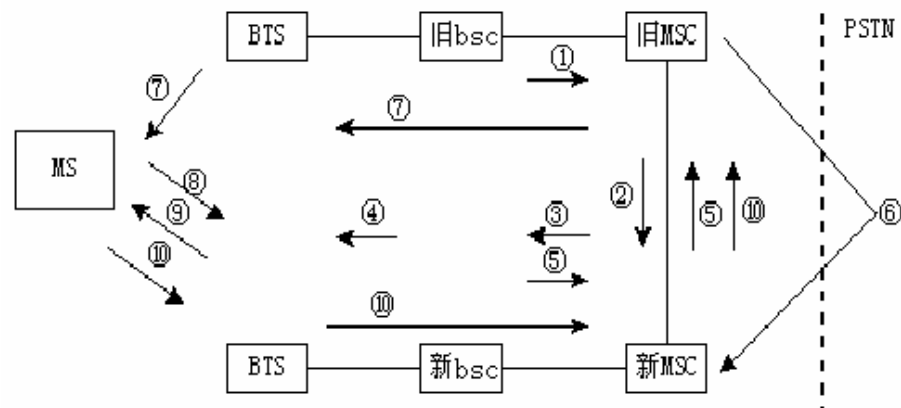 BTS 旧bsc 旧MSC PSTN
①
⑦ ⑦
MS
⑧ ② ⑤ ⑩ ⑥
⑨ ④ ③
⑩ ⑤
⑩
BTS 新bsc 新MSC